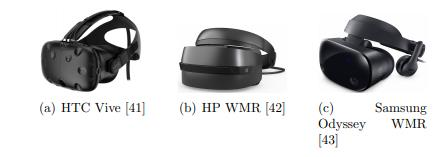 (a) HTC Vive [41]
(b) HP WMR [42]
(c) Samsung
Odyssey WMR
[43]